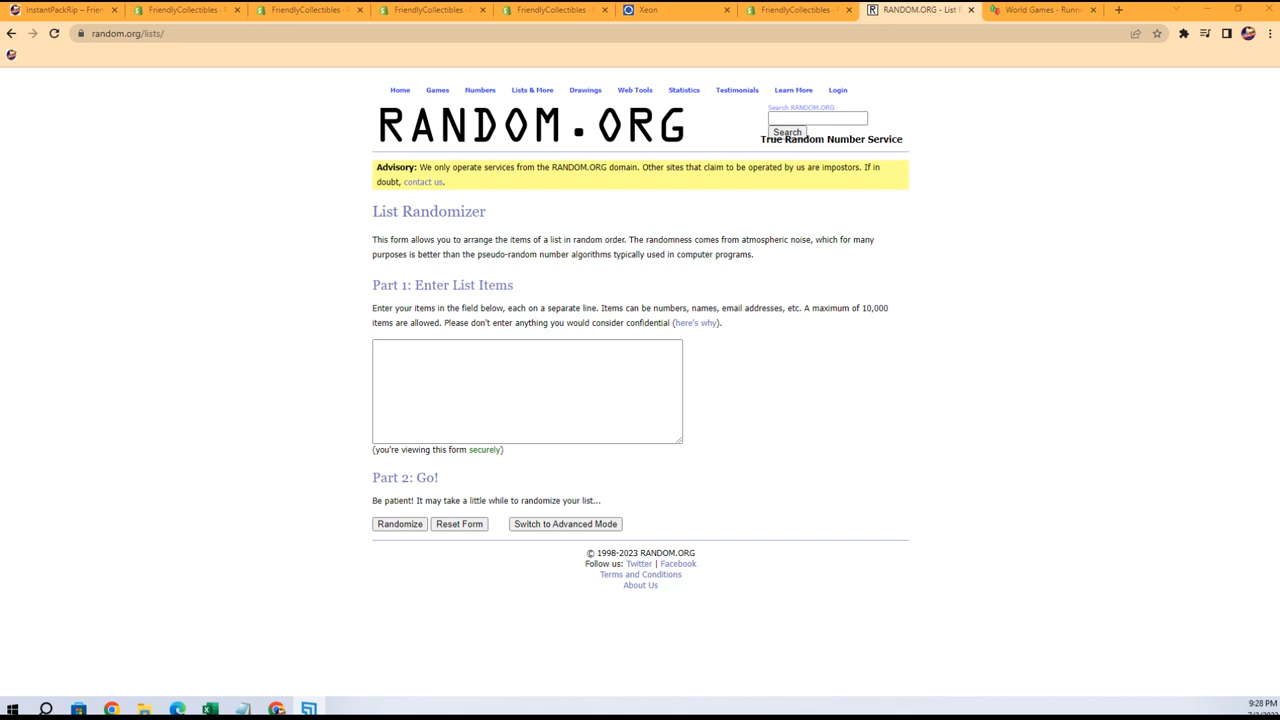 InstantPackRip – Frien
FriendlyCollectibles ·
FriendlyCollectibles ·
FriendlyCollectibles ·
FriendlyCollectibles ·
Xeon
FriendlyCollectibles ·
RANDOM.ORG - List
World Games - Runn
random.org/lists/
Home Games Numbers Lists & More Drawings Web Tools Statistics Testimonials Learn More Login
RANDOM.ORG
Search RANDOM.ORG
Search
True Random Number Service
Advisory: We only operate services from the RANDOM.ORG domain. Other sites that claim to be operated by us are impostors. If in
doubt, contact us.
List Randomizer
This form allows you to arrange the items of a list in random order. The randomness comes from atmospheric noise, which for many
purposes is better than the pseudo-random number algorithms typically used in computer programs.
Part 1: Enter List Items
Enter your items in the field below, each on a separate line. Items can be numbers, names, email addresses, etc. A maximum of 10,000
items are allowed. Please don't enter anything you would consider confidential (here's why).
(you're viewing this form securely)
Part 2: Go!
Be patient! It may take a little while to randomize your list...
Randomize Reset Form Switch to Advanced Mode
© 1998-2023 RANDOM.ORG
Follow us: Twitter | Facebook
Terms and Conditions
About Us
9:28 PM